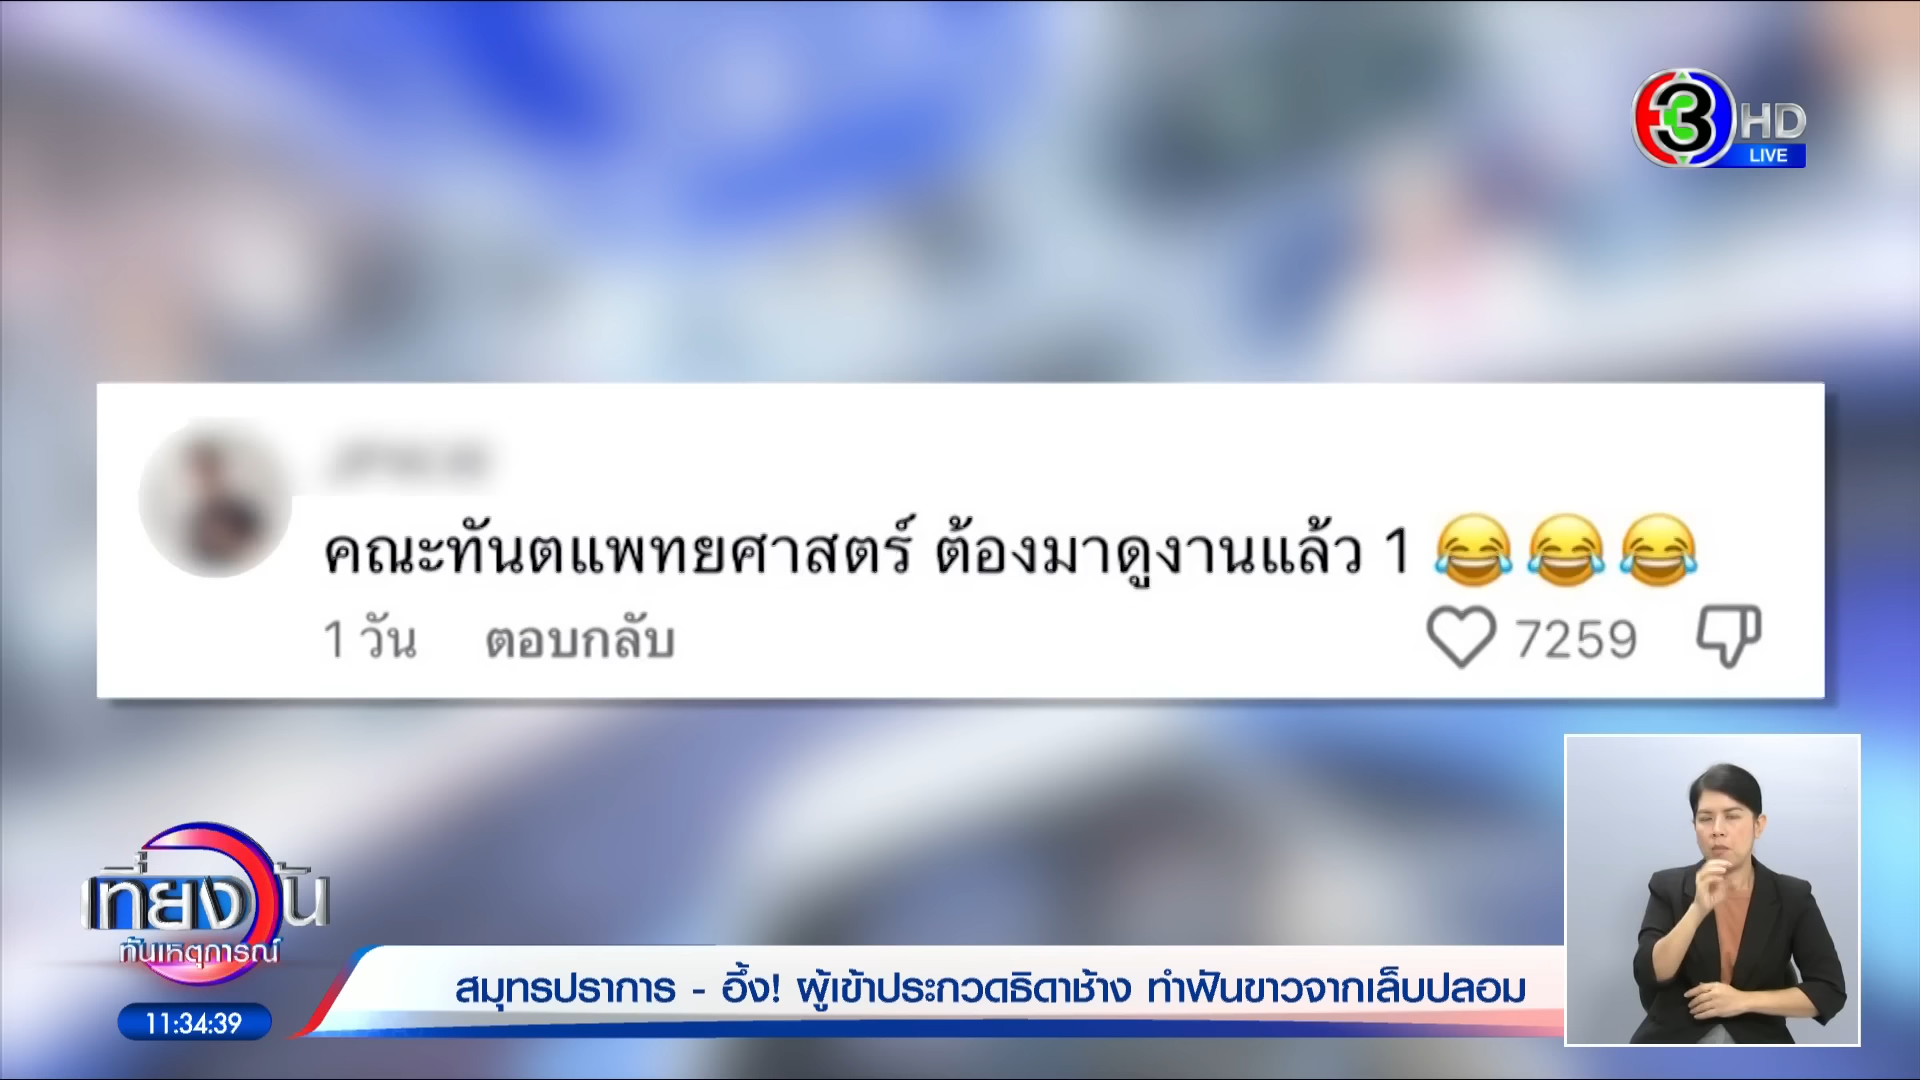 3 HD
LIVE
คณะทันตแพทยศาสตร์ ต้องมาดูงานแล้ว 1 😂😂😂
1 วัน ตอบกลับ 7259
เที่ยงวัน
ทันเหตุการณ์
สมุทรปราการ - อึ้ง! ผู้เข้าประกวดธิดาช้าง ทำฟันขาวจากเล็บปลอม
11:34:39